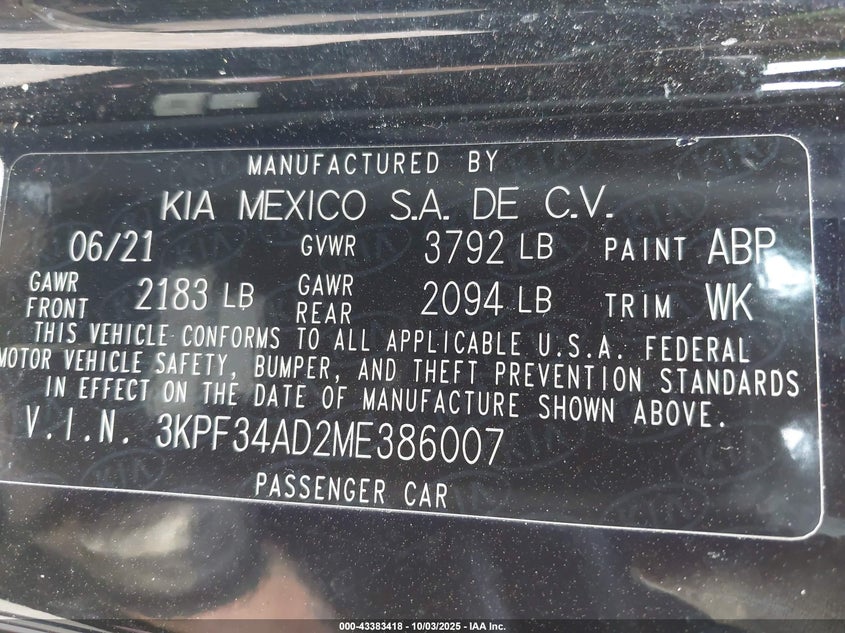 MANUFACTURED BY
KIA MEXICO S.A. DE C.V.
06/21 GVWR 3792 LB PAINT ABP
GAWR FRONT 2183 LB GAWR REAR 2094 LB TRIM WK
THIS VEHICLE CONFORMS TO ALL APPLICABLE U.S.A. FEDERAL
MOTOR VEHICLE SAFETY, BUMPER, AND THEFT PREVENTION STANDARDS
IN EFFECT ON THE DATE OF MANUFACTURE SHOWN ABOVE.
V.I.N. 3KPF34AD2ME386007
PASSENGER CAR
000-43383418 - 10/03/2025 - IAA Inc.